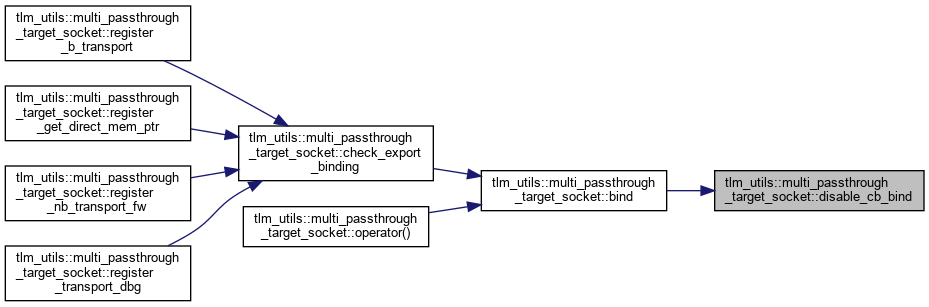 tlm_utils::multi_passthrough
_target_socket::register
_b_transport
tlm_utils::multi_passthrough
_target_socket::register
_get_direct_mem_ptr
tlm_utils::multi_passthrough
_target_socket::register
_nb_transport_fw
tlm_utils::multi_passthrough
_target_socket::register
_transport_dbg
tlm_utils::multi_passthrough
_target_socket::check_export
_binding
tlm_utils::multi_passthrough
_target_socket::operator()
tlm_utils::multi_passthrough
_target_socket::bind
tlm_utils::multi_passthrough
_target_socket::disable_cb_bind